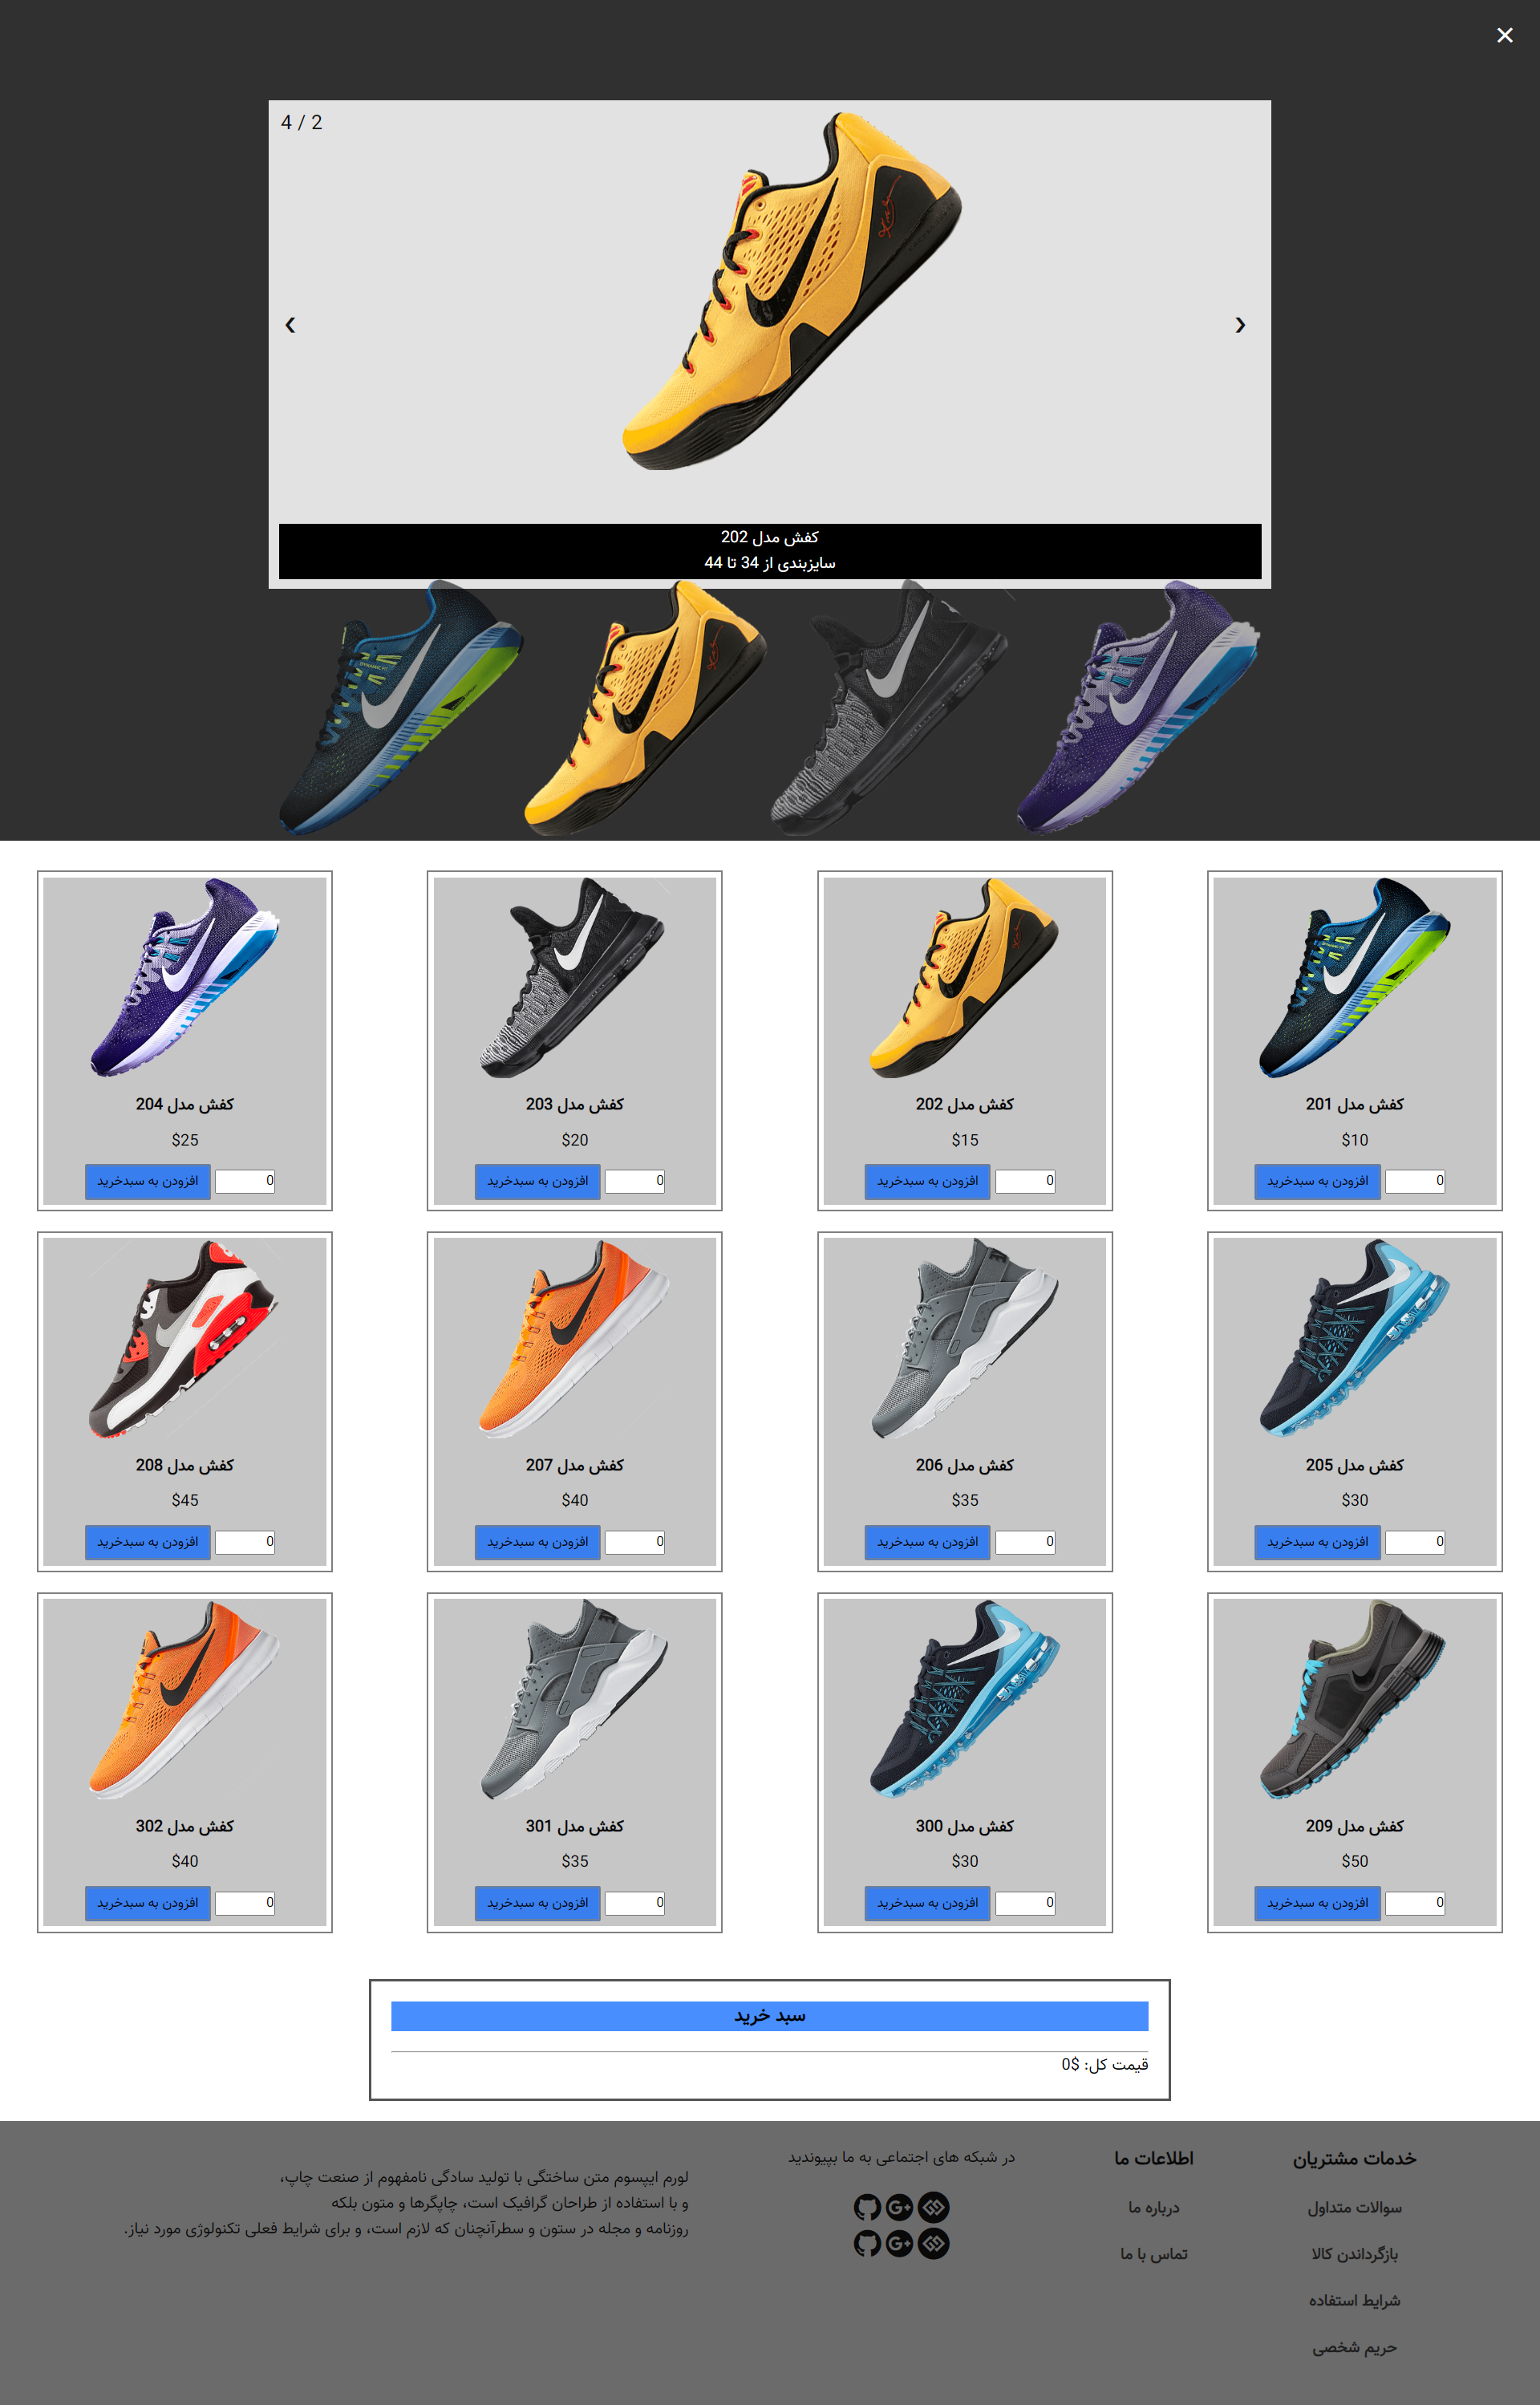 ×
4 / 2
❮
❯
کفش مدل 202
سایزبندی از 34 تا 44
کفش مدل 201
$10
0
افزودن به سبدخرید
کفش مدل 202
$15
0
افزودن به سبدخرید
کفش مدل 203
$20
0
افزودن به سبدخرید
کفش مدل 204
$25
0
افزودن به سبدخرید
کفش مدل 205
$30
0
افزودن به سبدخرید
کفش مدل 206
$35
0
افزودن به سبدخرید
کفش مدل 207
$40
0
افزودن به سبدخرید
کفش مدل 208
$45
0
افزودن به سبدخرید
کفش مدل 209
$50
0
افزودن به سبدخرید
کفش مدل 300
$30
0
افزودن به سبدخرید
کفش مدل 301
$35
0
افزودن به سبدخرید
کفش مدل 302
$40
0
افزودن به سبدخرید
سبد خرید
قیمت کل: $0
خدمات مشتریان
سوالات متداول
بازگرداندن کالا
شرایط استفاده
حریم شخصی
اطلاعات ما
درباره ما
تماس با ما
در شبکه های اجتماعی به ما بپیوندید
G+
G+
لورم ایپسوم متن ساختگی با تولید سادگی نامفهوم از صنعت چاپ،
و با استفاده از طراحان گرافیک است، چاپگرها و متون بلکه
روزنامه و مجله در ستون و سطرآنچنان که لازم است، و برای شرایط فعلی تکنولوژی مورد نیاز.